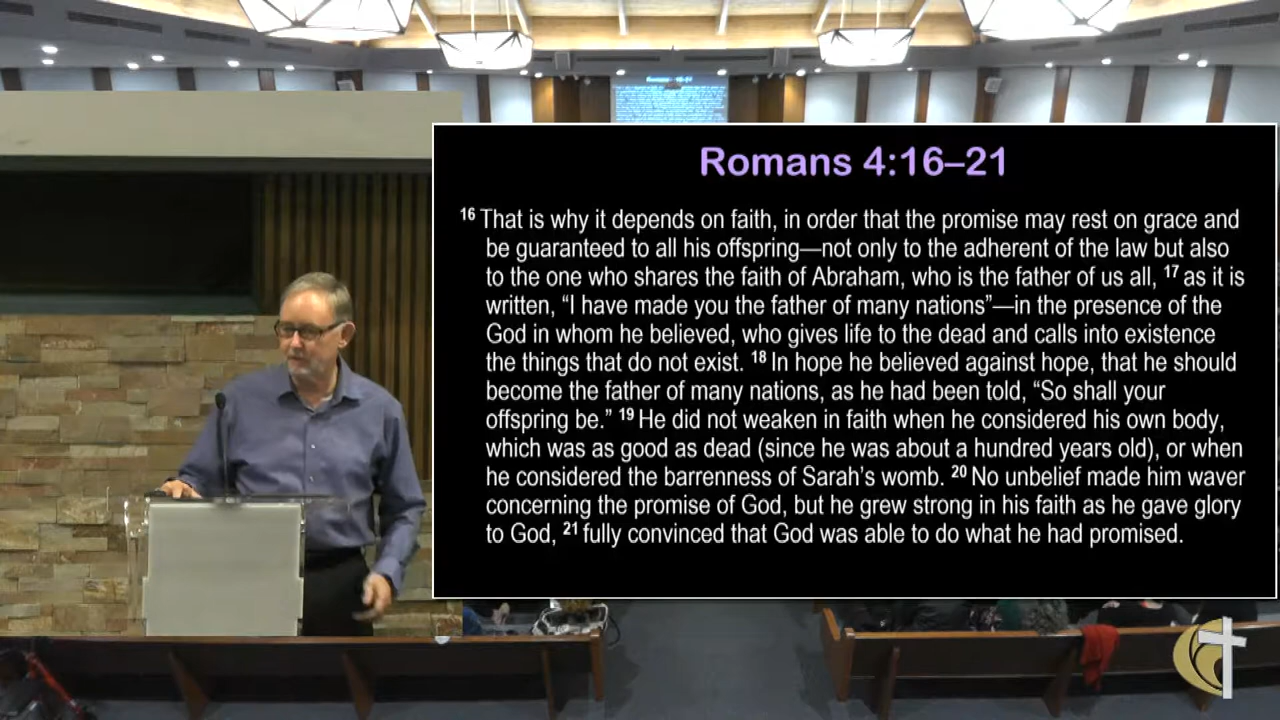 Romans 4:16–21
16 That is why it depends on faith, in order that the promise may rest on grace and
be guaranteed to all his offspring—not only to the adherent of the law but also
to the one who shares the faith of Abraham, who is the father of us all, 17 as it is
written, “I have made you the father of many nations”—in the presence of the
God in whom he believed, who gives life to the dead and calls into existence
the things that do not exist. 18 In hope he believed against hope, that he should
become the father of many nations, as he had been told, “So shall your
offspring be.” 19 He did not weaken in faith when he considered his own body,
which was as good as dead (since he was about a hundred years old), or when
he considered the barrenness of Sarah’s womb. 20 No unbelief made him waver
concerning the promise of God, but he grew strong in his faith as he gave glory
to God, 21 fully convinced that God was able to do what he had promised.